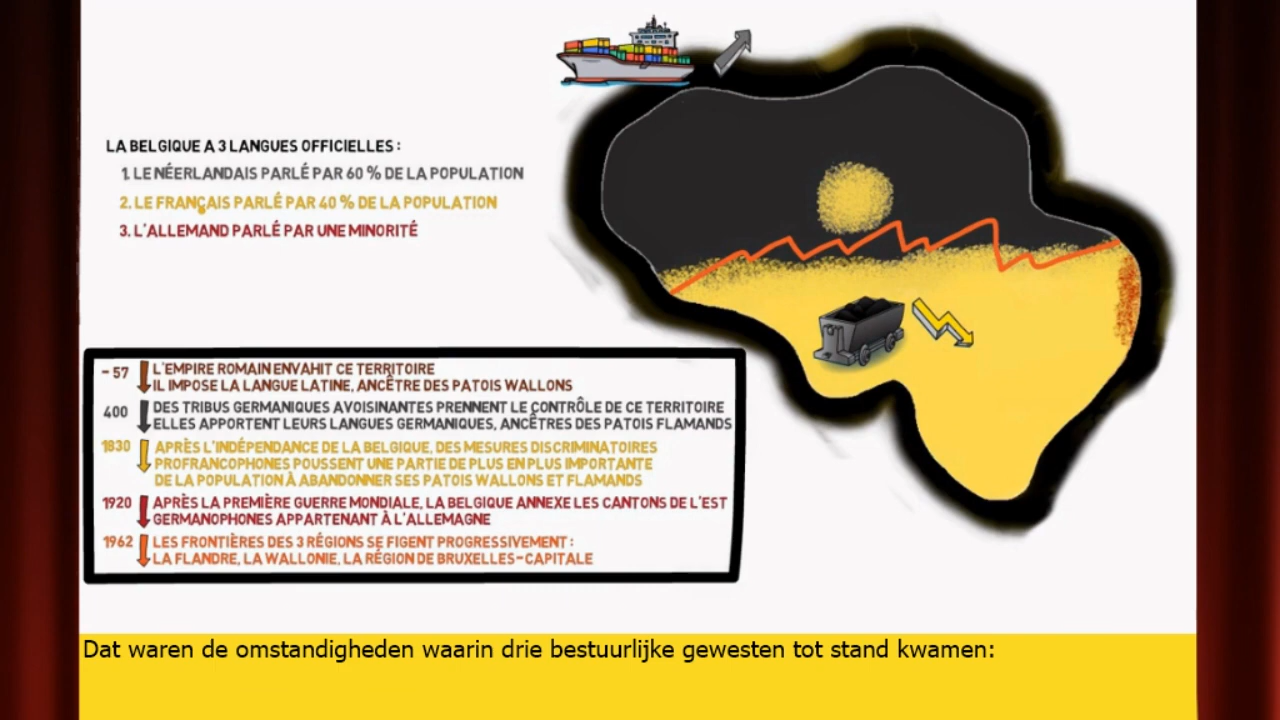 LA BELGIQUE A 3 LANGUES OFFICIELLES :
1. LE NÉERLANDAIS PARLÉ PAR 60 % DE LA POPULATION
2. LE FRANÇAIS PARLÉ PAR 40 % DE LA POPULATION
3. L'ALLEMAND PARLÉ PAR UNE MINORITÉ
- 57 L'EMPIRE ROMAIN ENVAHIT CE TERRITOIRE
IL IMPOSE LA LANGUE LATINE, ANCÊTRE DES PATOIS WALLONS
400 DES TRIBUS GERMANIQUES AVOISINANTES PRENNENT LE CONTRÔLE DE CE TERRITOIRE
ELLES APPORTENT LEURS LANGUES GERMANIQUES, ANCÊTRES DES PATOIS FLAMANDS
1830 APRÈS L'INDÉPENDANCE DE LA BELGIQUE, DES MESURES DISCRIMINATOIRES
PROFRANCOPHONES POUSSENT UNE PARTIE DE PLUS EN PLUS IMPORTANTE
DE LA POPULATION À ABANDONNER SES PATOIS WALLONS ET FLAMANDS
1920 APRÈS LA PREMIÈRE GUERRE MONDIALE, LA BELGIQUE ANNEXE LES CANTONS DE L'EST
GERMANOPHONES APPARTENANT À L'ALLEMAGNE
1962 LES FRONTIÈRES DES 3 RÉGIONS SE FIGENT PROGRESSIVEMENT :
LA FLANDRE, LA WALLONIE, LA RÉGION DE BRUXELLES-CAPITALE
Dat waren de omstandigheden waarin drie bestuurlijke gewesten tot stand kwamen: